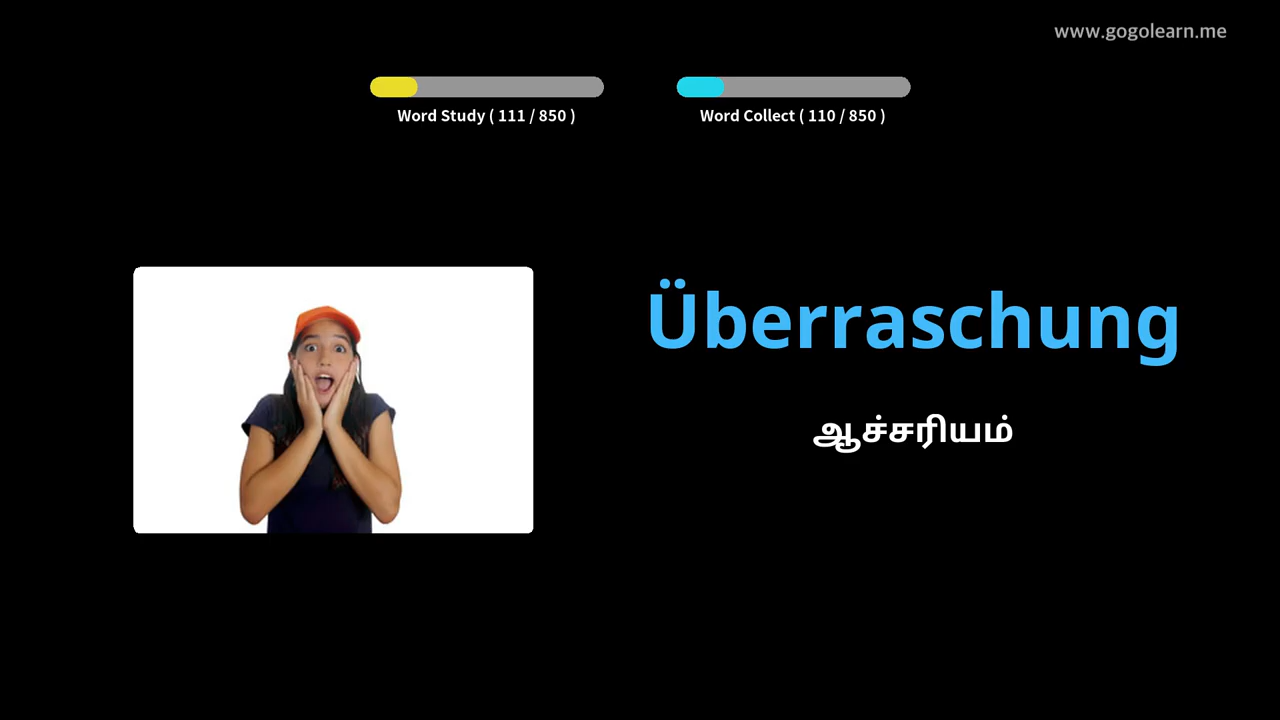 www.gogolearn.me
Word Study ( 111 / 850 )
Word Collect ( 110 / 850 )
Überraschung
ஆச்சரியம்